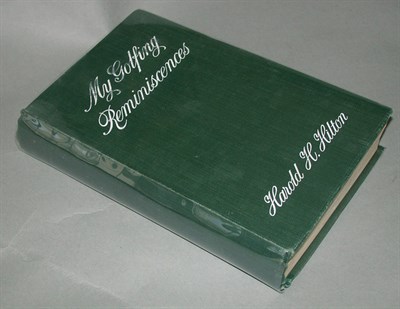 My Golfing
Reminiscences
Harold H. Hilton